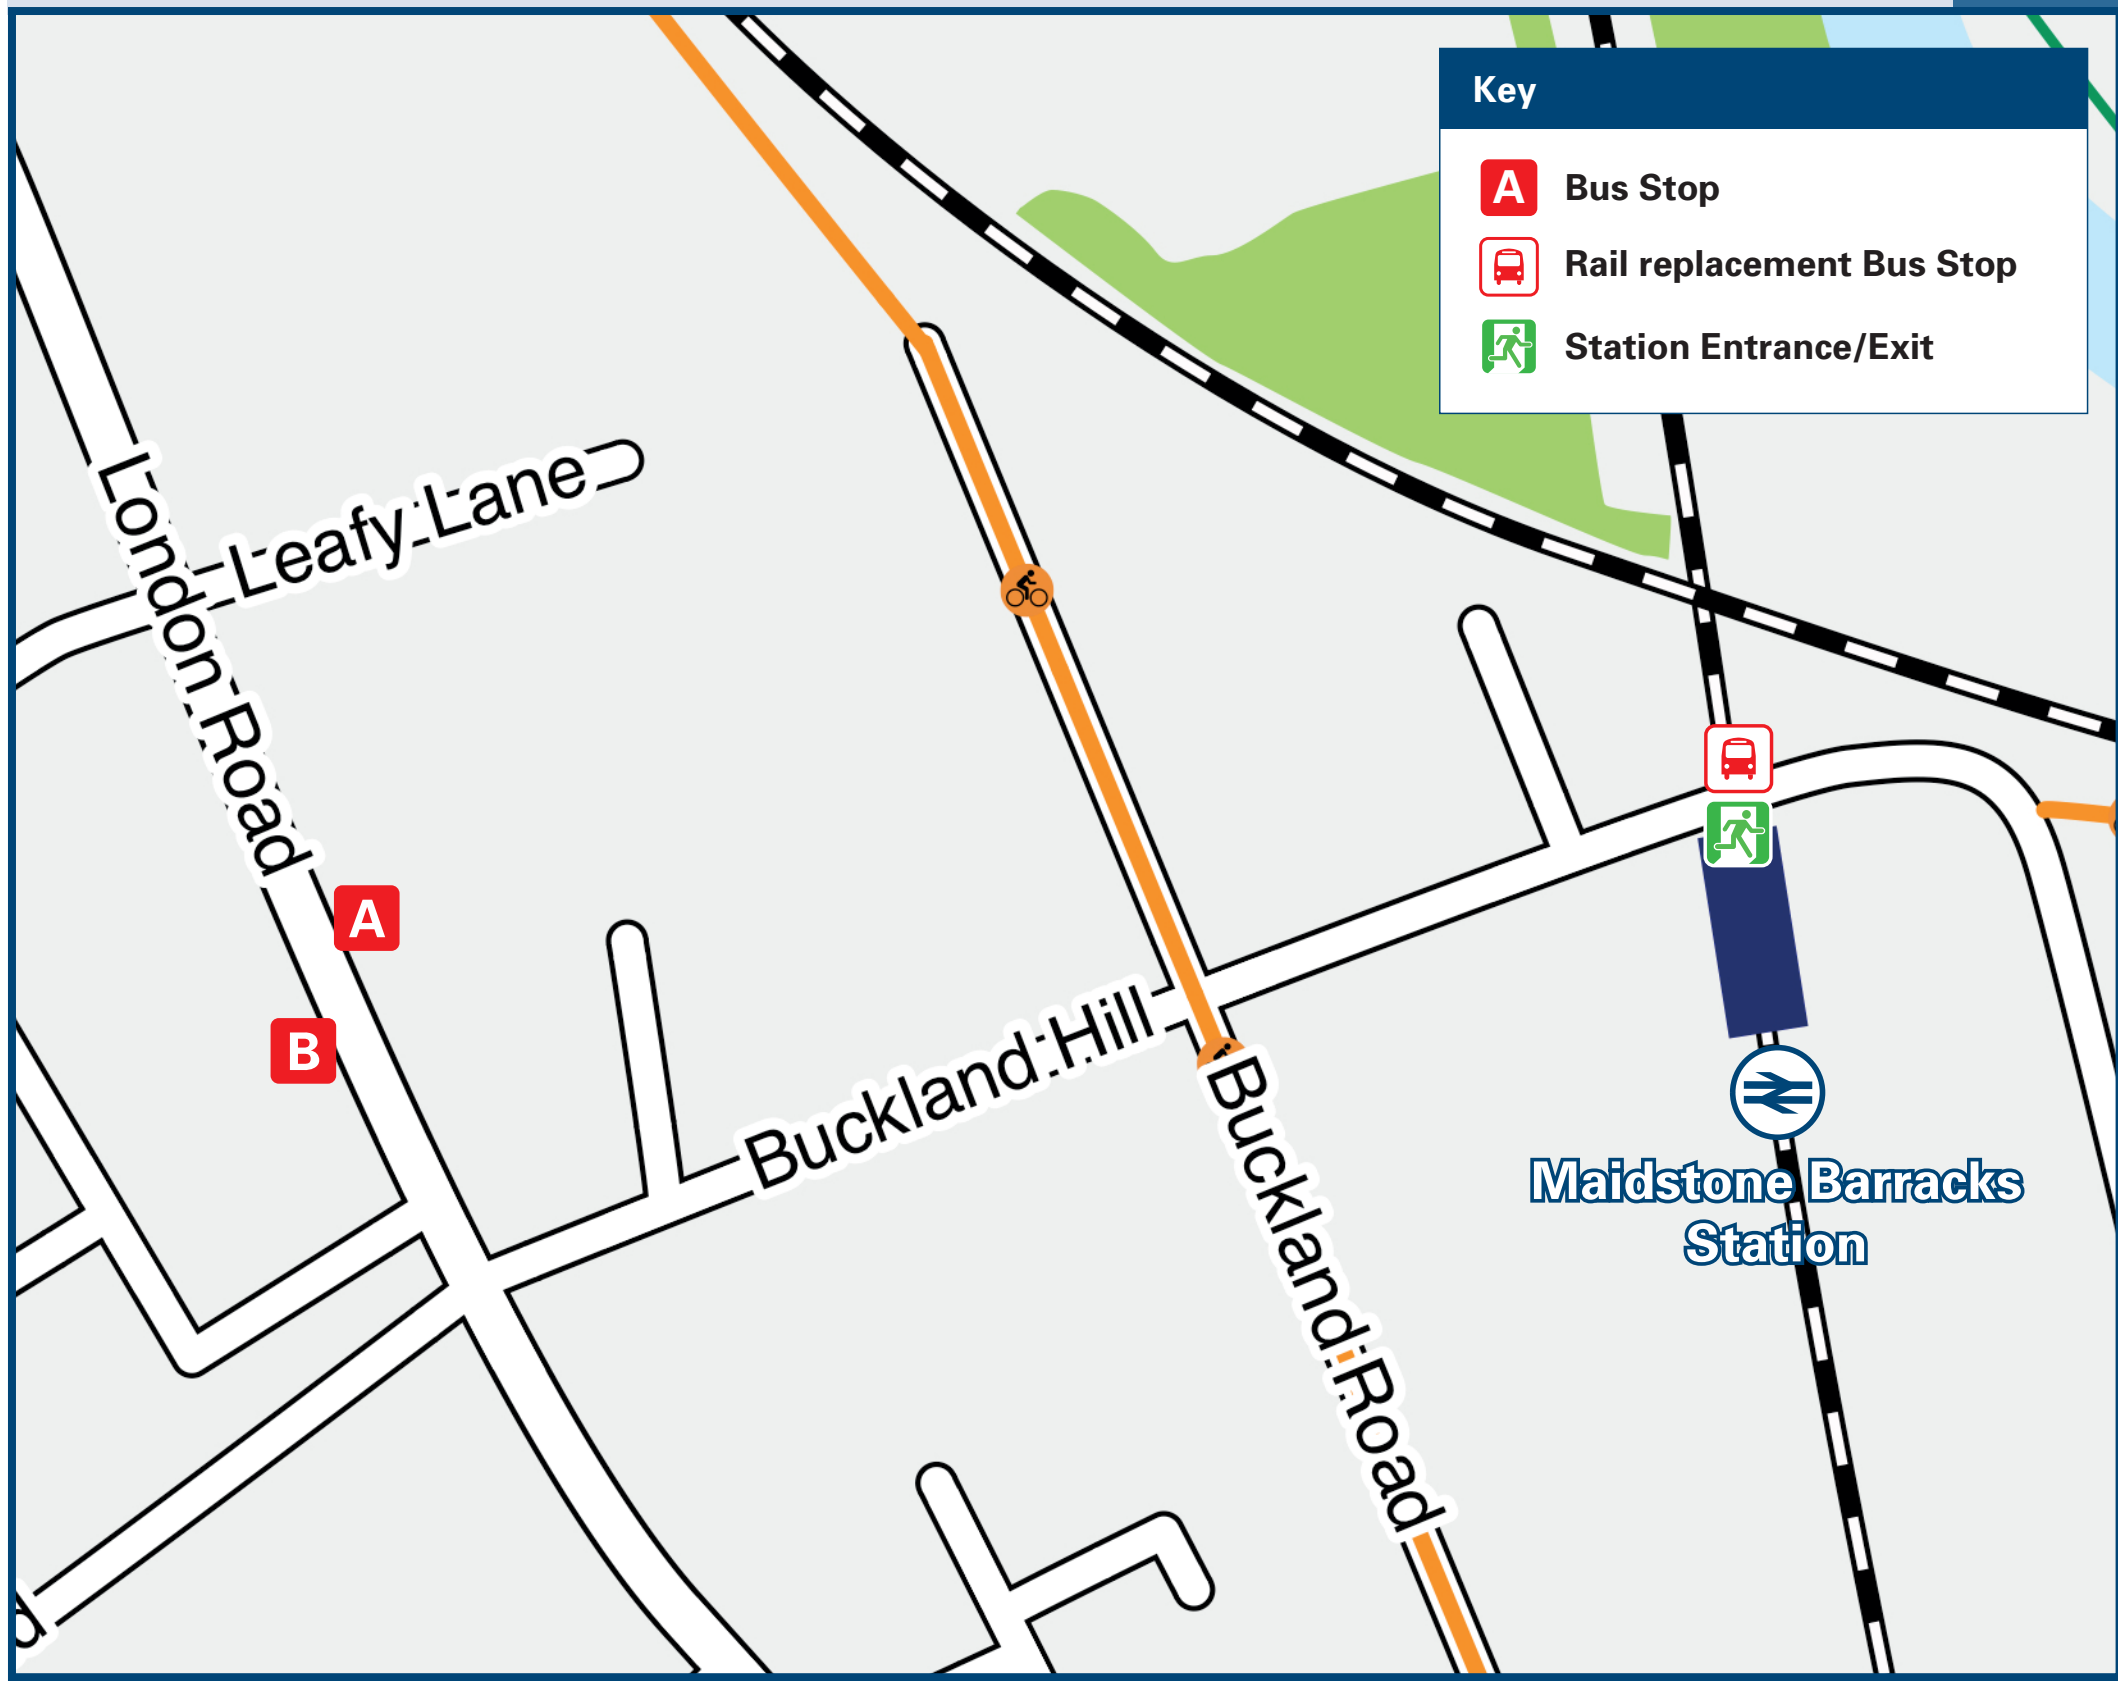 Key
A
Bus Stop
Rail replacement Bus Stop
Station Entrance/Exit
London Road
Leafy Lane
A
B
Buckland Hill
Buckland Road
Maidstone Barracks
Station
d